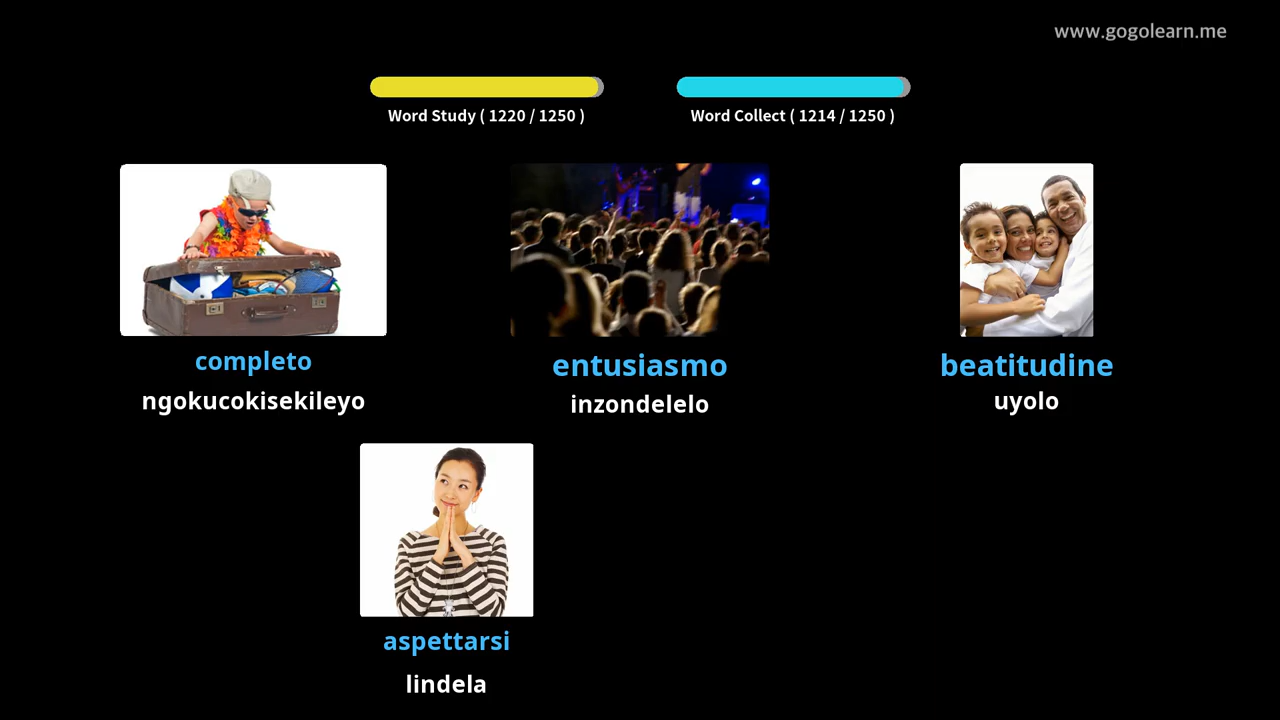 www.gogolearn.me
Word Study ( 1220 / 1250 )
Word Collect ( 1214 / 1250 )
completo
ngokucokisekileyo
entusiasmo
inzondelelo
beatitudine
uyolo
aspettarsi
lindela